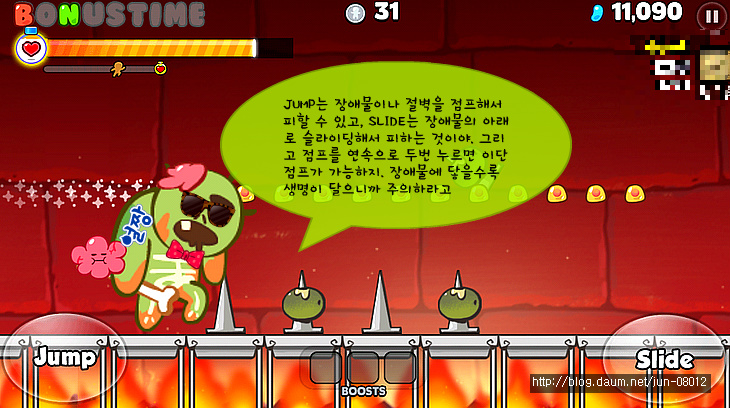 BONUSTIME
31
11,090
JUMP는 장애물이나 절벽을 점프해서
피할 수 있고, SLIDE는 장애물의 아래
로 슬라이딩해서 피하는 것이야. 그리
고 점프를 연속으로 두번 누르면 이단
점프가 가능하지. 장애물에 닿을수록
생명이 닳으니까 주의하라고
얼짱
Jump
Slide
BOOSTS
http://blog.daum.net/jun-08012